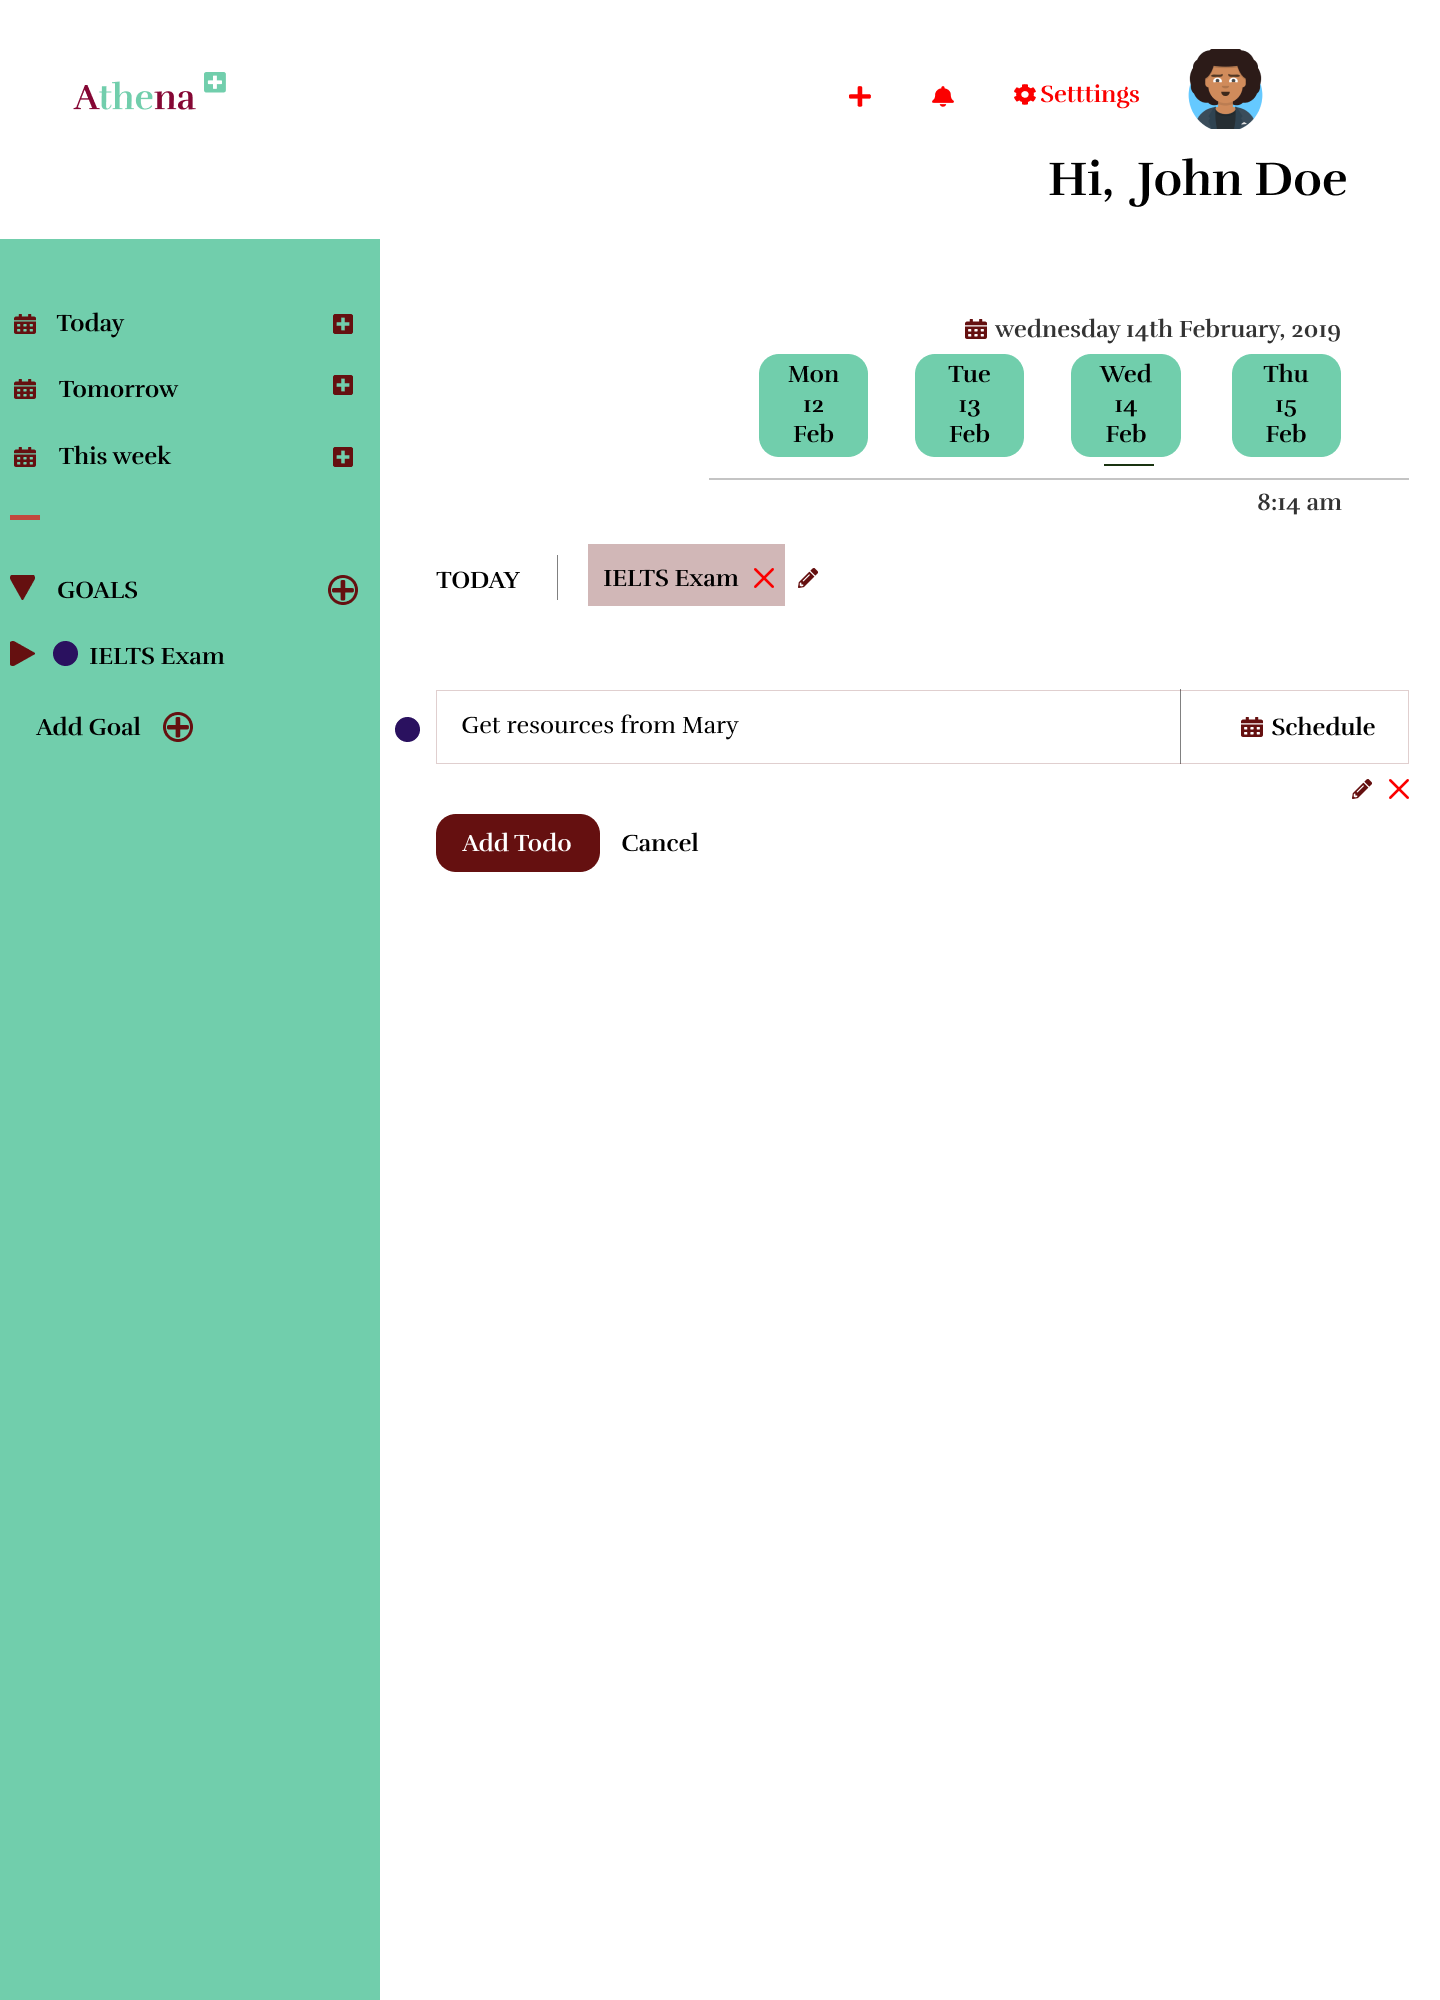 Athena
Setttings
Hi, John Doe
Today
Tomorrow
This week
GOALS
IELTS Exam
Add Goal
wednesday 14th February, 2019
Mon
12
Feb
Tue
13
Feb
Wed
14
Feb
Thu
15
Feb
8:14 am
TODAY
IELTS Exam
Get resources from Mary
Schedule
Add Todo
Cancel